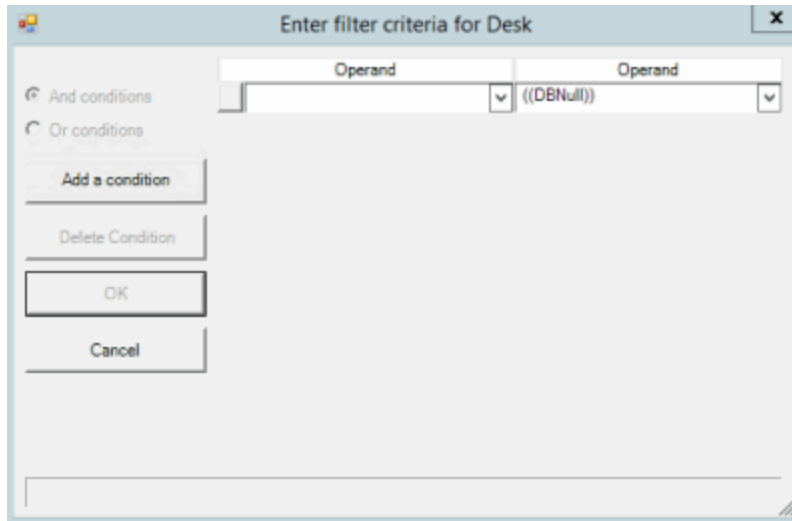 Enter filter criteria for Desk
x
Operand Operand
And conditions
((DBNull))
Or conditions
Add a condition
Delete Condition
OK
Cancel